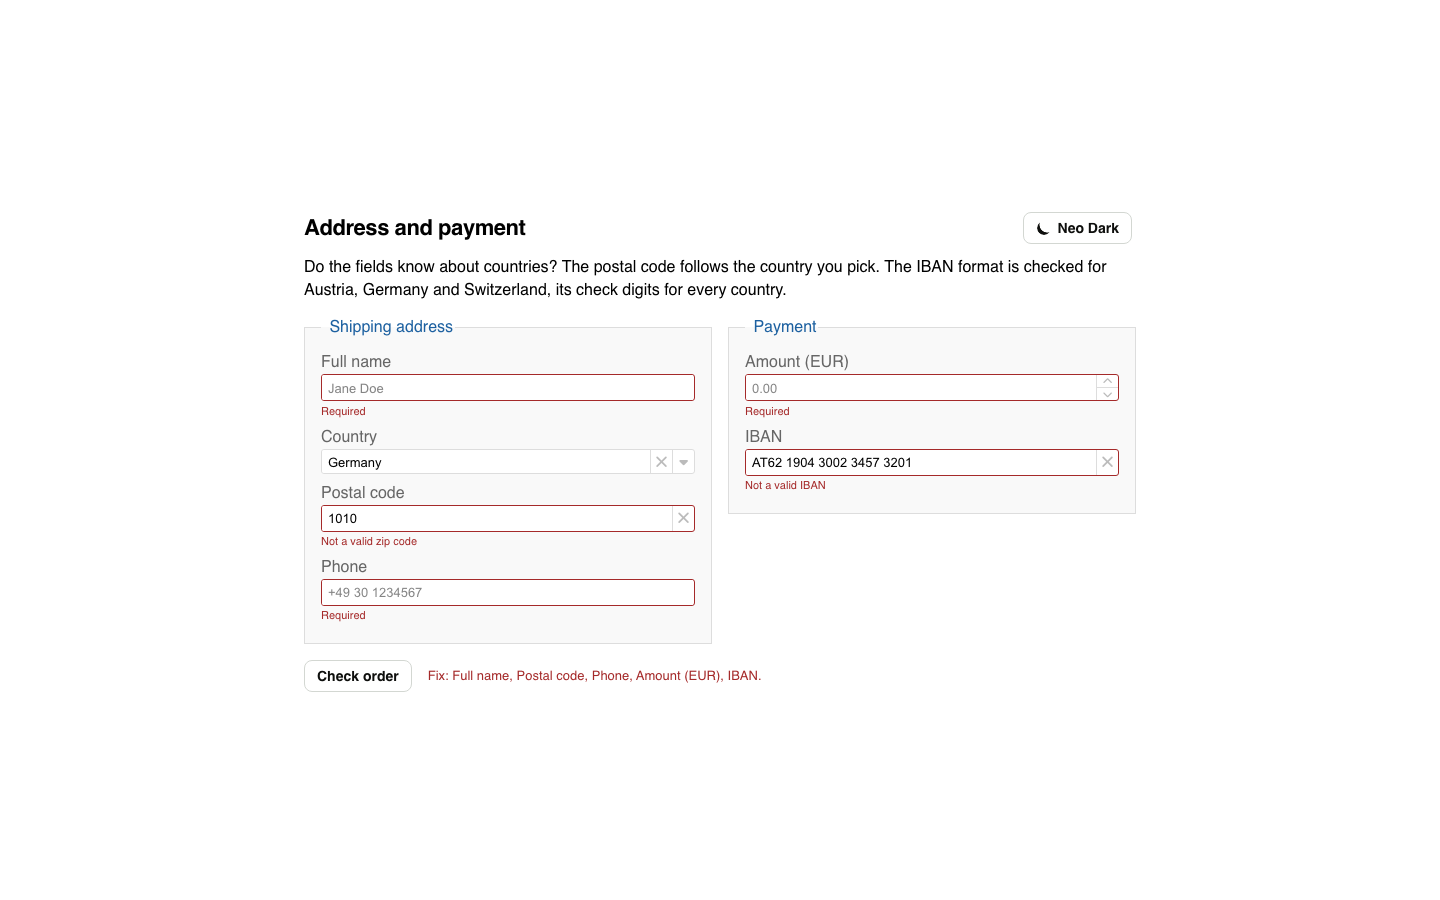 Address and payment
Neo Dark
Do the fields know about countries? The postal code follows the country you pick. The IBAN format is checked for
Austria, Germany and Switzerland, its check digits for every country.
Shipping address
Full name
Jane Doe
Required
Country
Germany
Postal code
1010
Not a valid zip code
Phone
+49 30 1234567
Required
Payment
Amount (EUR)
0.00
Required
IBAN
AT62 1904 3002 3457 3201
Not a valid IBAN
Check order
Fix: Full name, Postal code, Phone, Amount (EUR), IBAN.